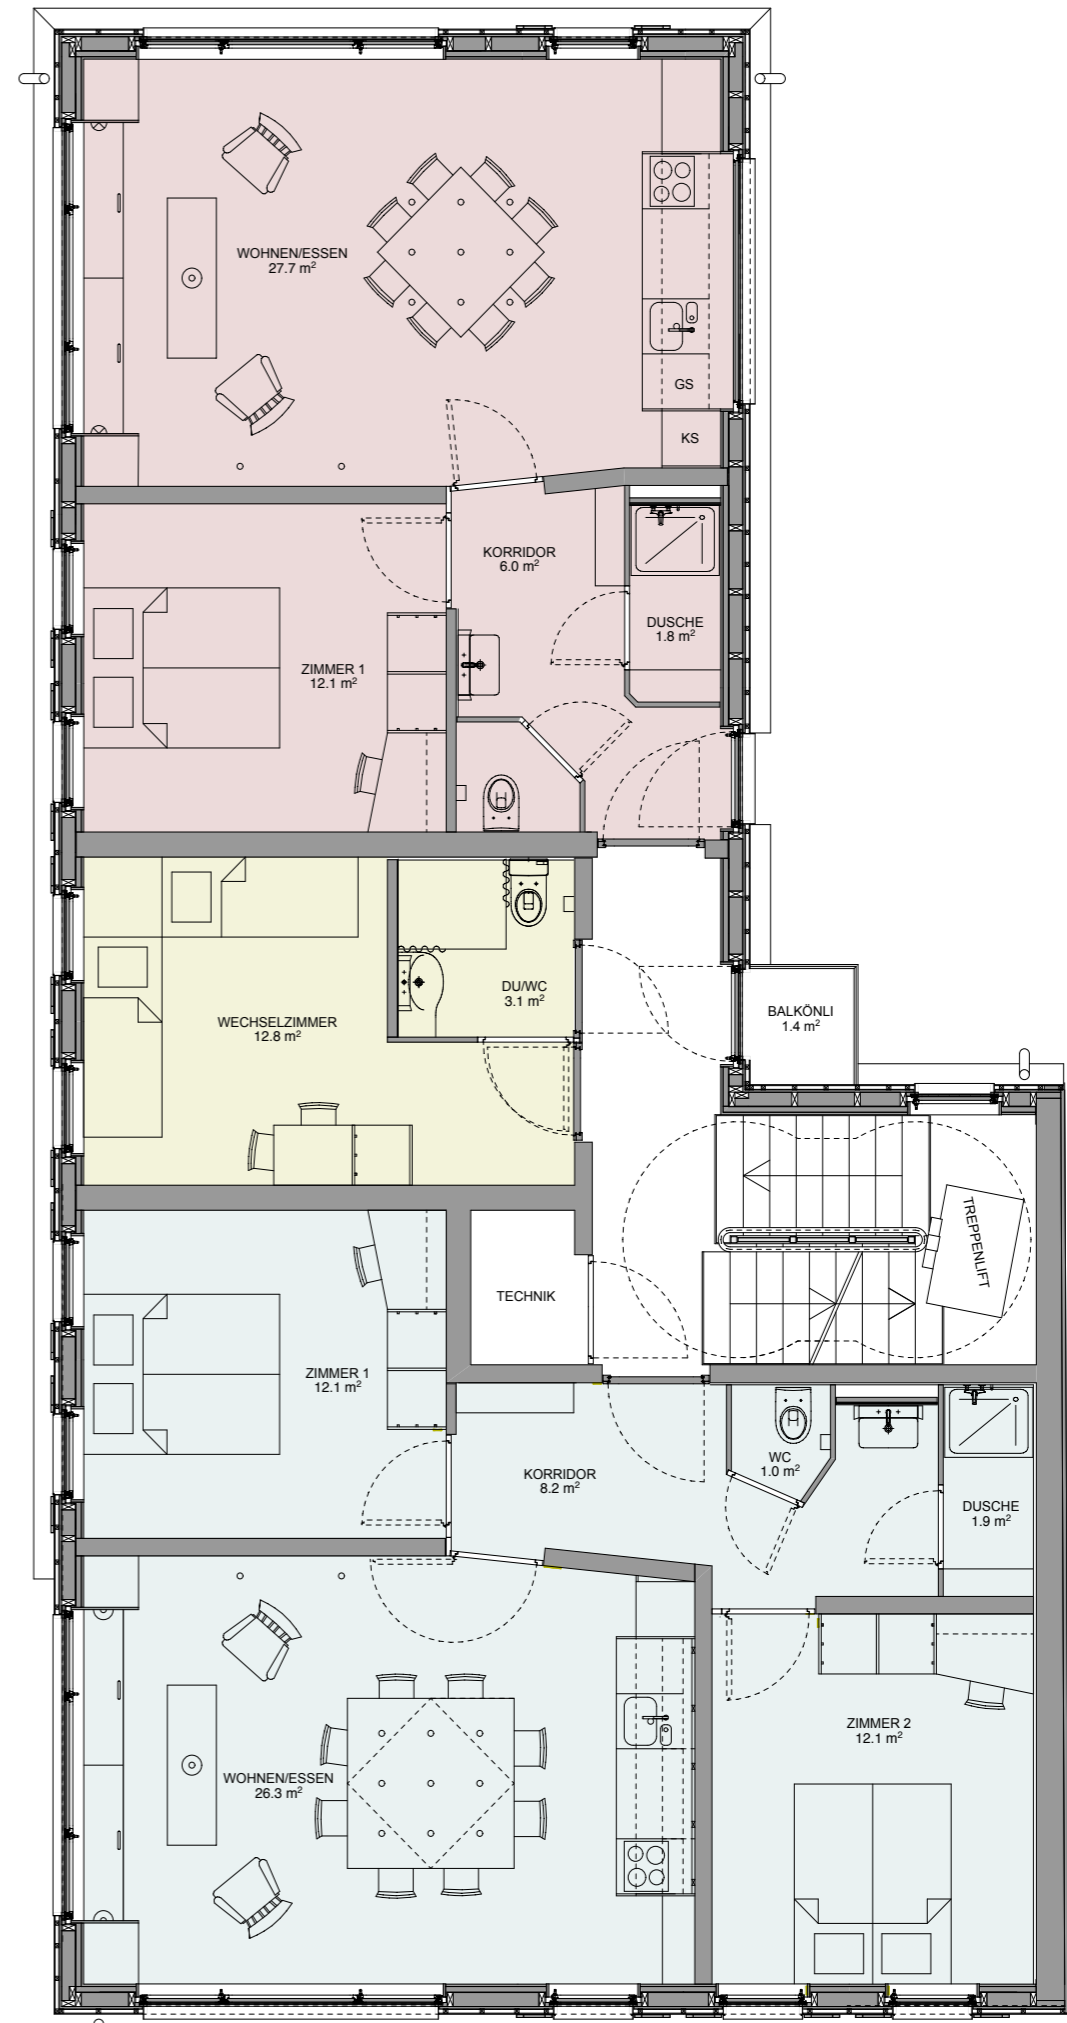 WOHNEN/ESSEN
27.7 m²
GS
KS
KORRIDOR
6.0 m²
DUSCHE
1.8 m²
ZIMMER 1
12.1 m²
DU/WC
3.1 m²
WECHSELZIMMER
12.8 m²
BALKÖNLI
1.4 m²
TREPPENLIFT
TECHNIK
ZIMMER 1
12.1 m²
KORRIDOR
8.2 m²
WC
1.0 m²
DUSCHE
1.9 m²
ZIMMER 2
12.1 m²
WOHNEN/ESSEN
26.3 m²